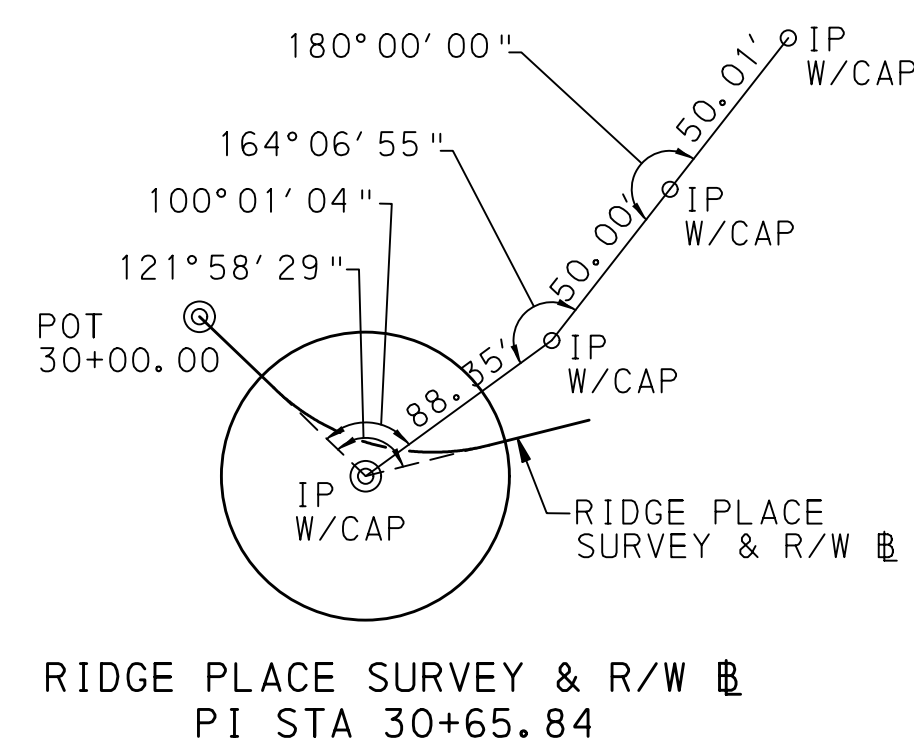 180°00'00"
50.01'
IP
W/CAP
164°06'55"
100°01'04"
50.00'
IP
W/CAP
121°58'29"
POT
30+00.00
88.35'
IP
W/CAP
IP
W/CAP
RIDGE PLACE
SURVEY & R/W BL
RIDGE PLACE SURVEY & R/W BL
PI STA 30+65.84